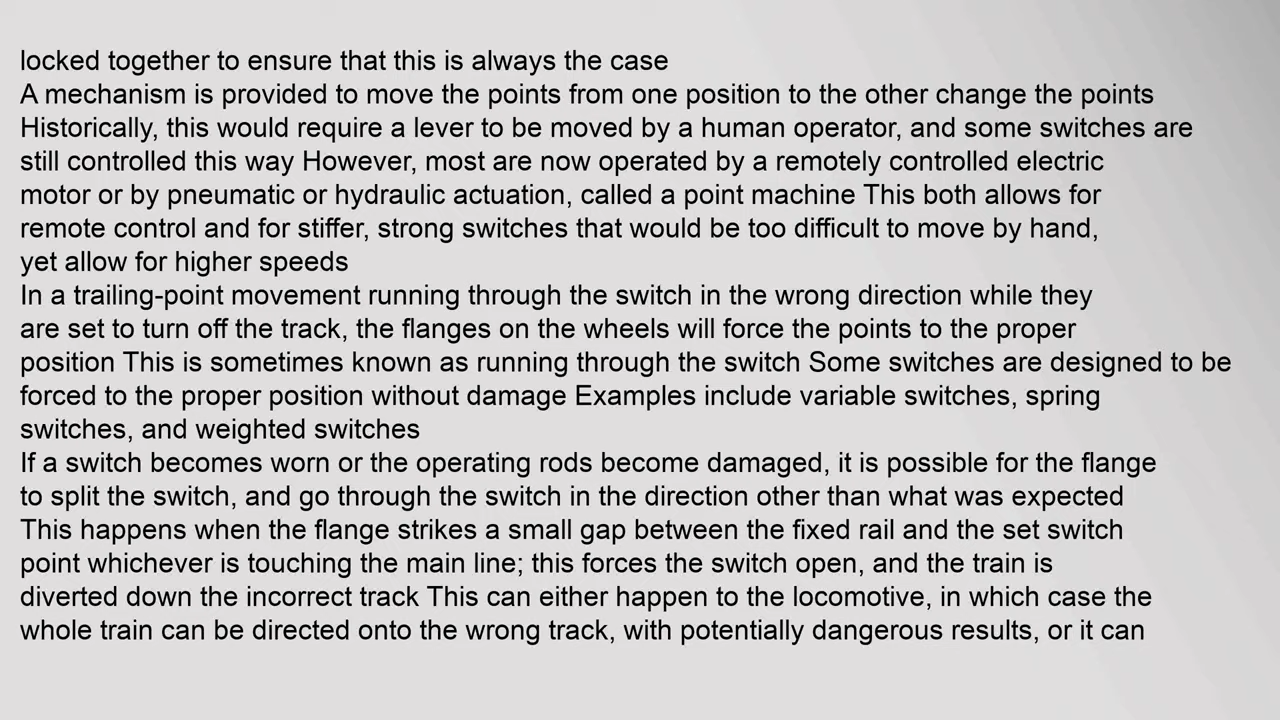 locked together to ensure that this is always the case
A mechanism is provided to move the points from one position to the other change the points
Historically, this would require a lever to be moved by a human operator, and some switches are
still controlled this way However, most are now operated by a remotely controlled electric
motor or by pneumatic or hydraulic actuation, called a point machine This both allows for
remote control and for stiffer, strong switches that would be too difficult to move by hand,
yet allow for higher speeds
In a trailing-point movement running through the switch in the wrong direction while they
are set to turn off the track, the flanges on the wheels will force the points to the proper
position This is sometimes known as running through the switch Some switches are designed to be
forced to the proper position without damage Examples include variable switches, spring
switches, and weighted switches
If a switch becomes worn or the operating rods become damaged, it is possible for the flange
to split the switch, and go through the switch in the direction other than what was expected
This happens when the flange strikes a small gap between the fixed rail and the set switch
point whichever is touching the main line; this forces the switch open, and the train is
diverted down the incorrect track This can either happen to the locomotive, in which case the
whole train can be directed onto the wrong track, with potentially dangerous results, or it can